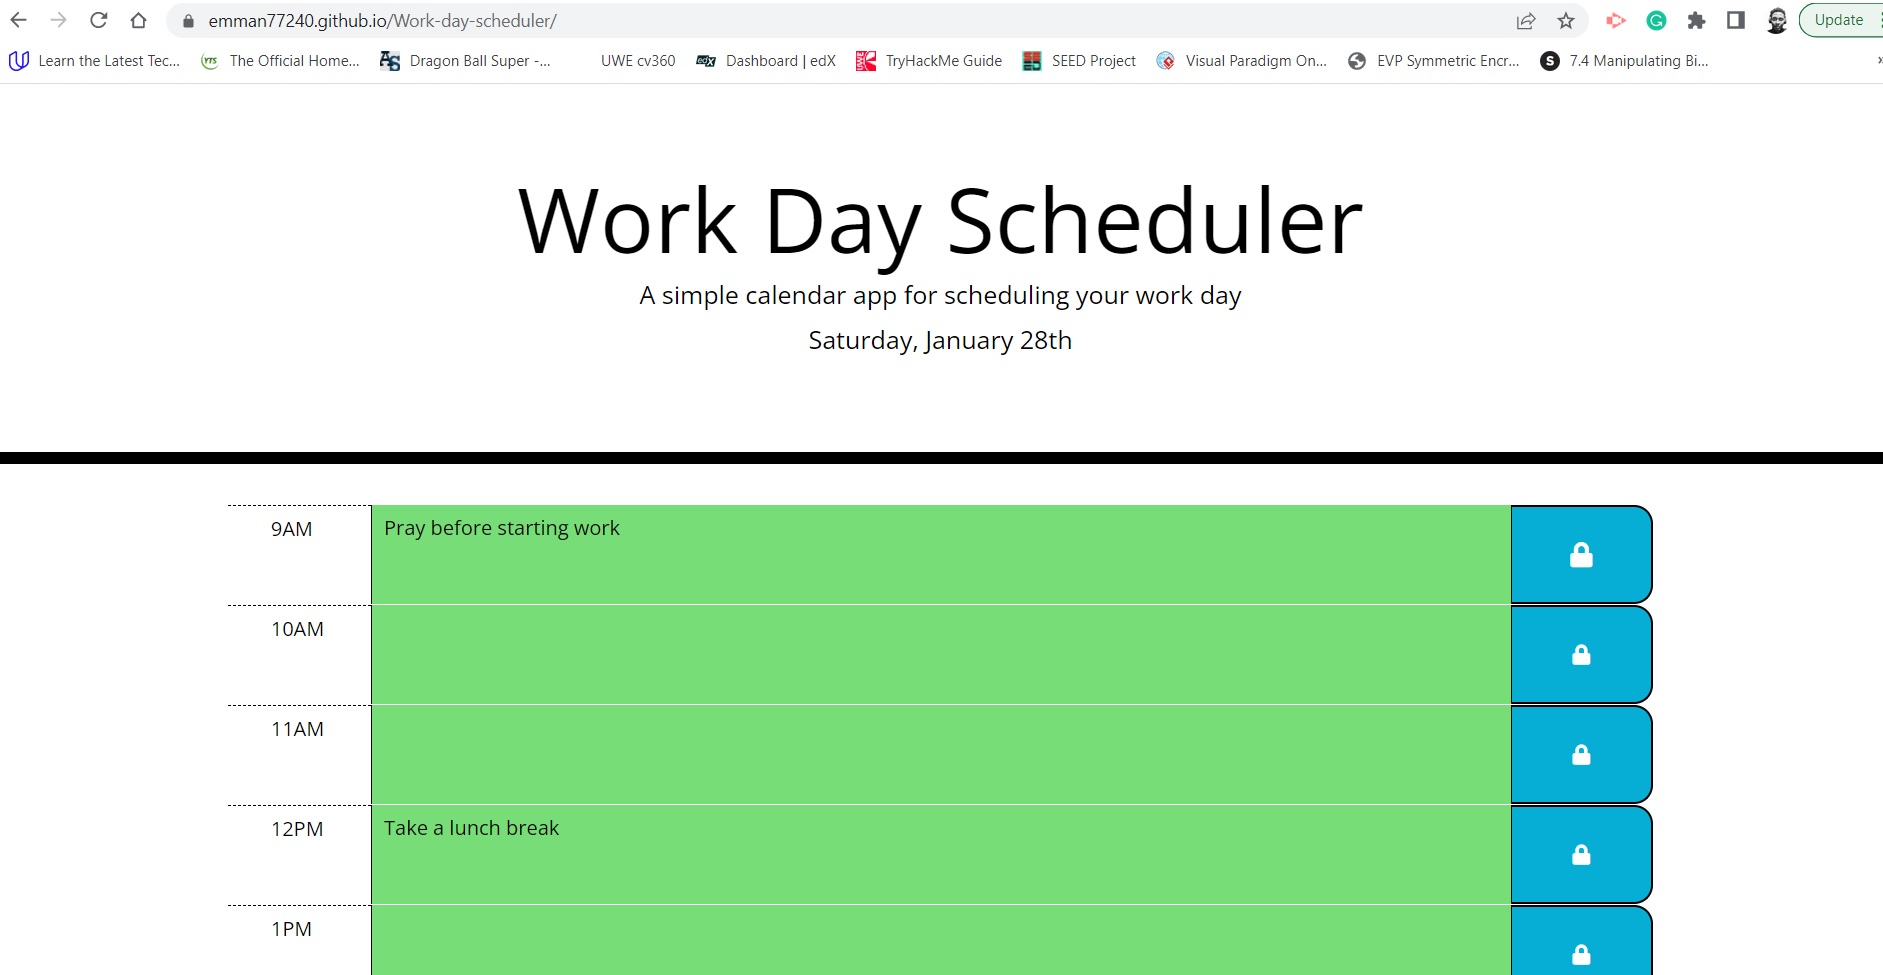 emman77240.github.io/Work-day-scheduler/
Update
Learn the Latest Tec... YTS The Official Home... AS Dragon Ball Super -... UWE cv360 edX Dashboard | edX TryHackMe Guide SEED Project Visual Paradigm On... EVP Symmetric Encr... S 7.4 Manipulating Bi... »
Work Day Scheduler
A simple calendar app for scheduling your work day
Saturday, January 28th
9AM Pray before starting work
10AM
11AM
12PM Take a lunch break
1PM